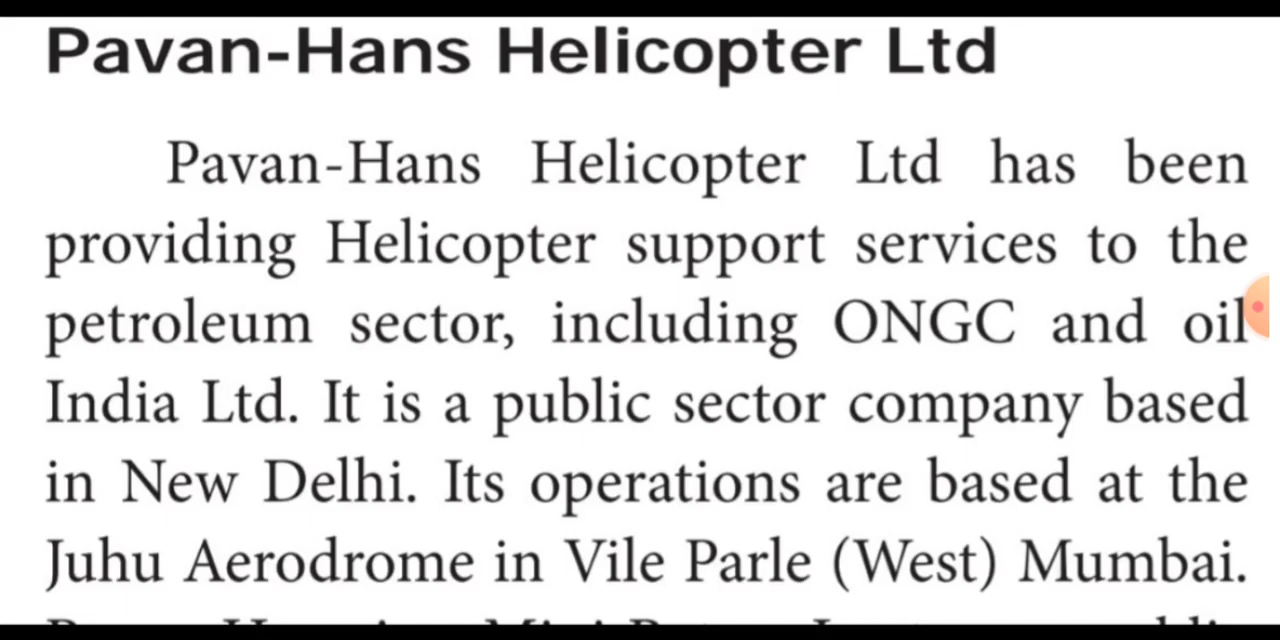 Pavan-Hans Helicopter Ltd
Pavan-Hans Helicopter Ltd has been
providing Helicopter support services to the
petroleum sector, including ONGC and oil
India Ltd. It is a public sector company based
in New Delhi. Its operations are based at the
Juhu Aerodrome in Vile Parle (West) Mumbai.